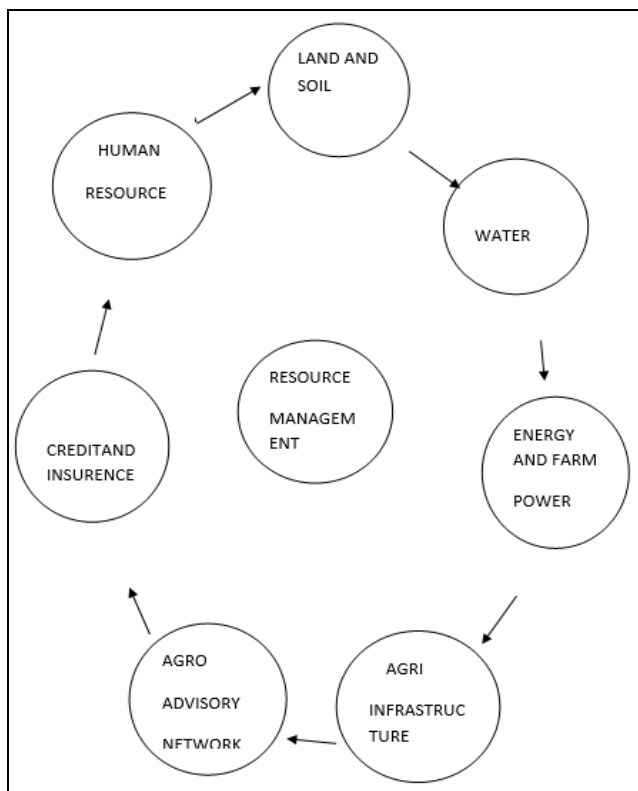 LAND AND
SOIL
HUMAN
RESOURCE
WATER
RESOURCE
MANAGEM
ENT
ENERGY
AND FARM
POWER
CREDITAND
INSURENCE
AGRO
ADVISORY
NETWORK
AGRI
INFRASTRUC
TURE